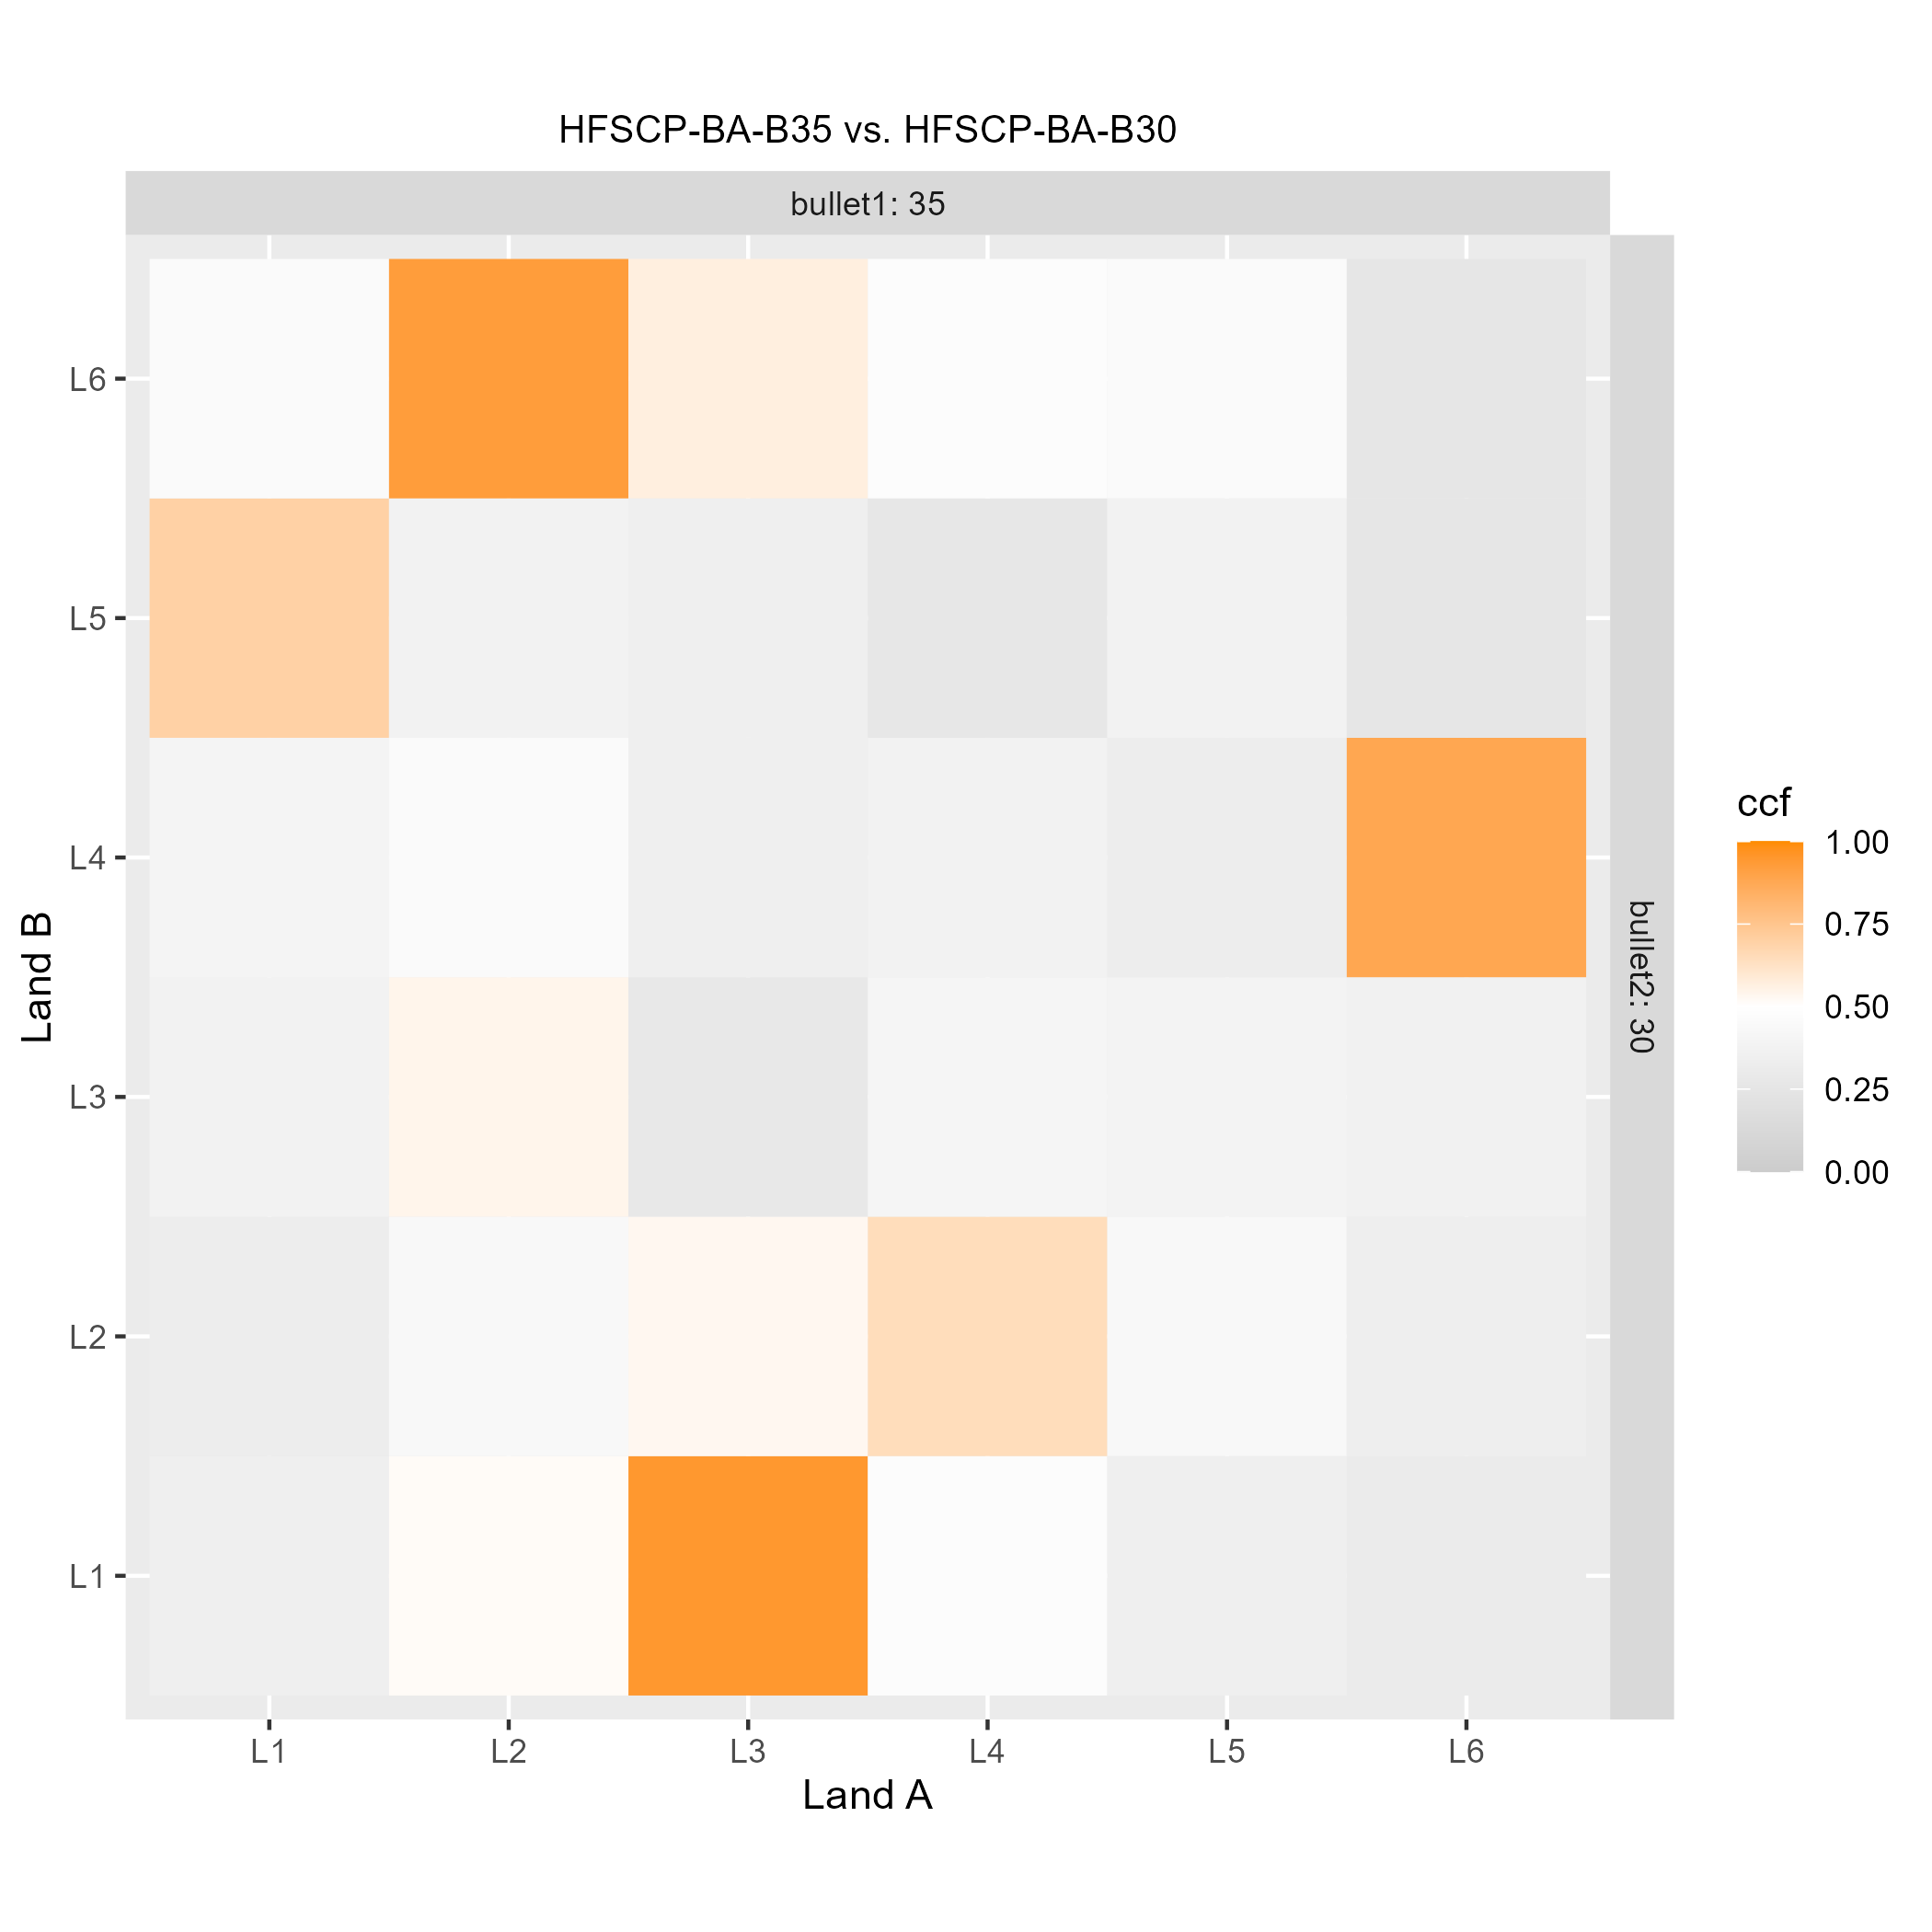 HFSCP-BA-B35 vs. HFSCP-BA-B30
bullet1: 35
L6
L5
L4
L3
L2
L1
Land B
bullet2: 30
L1 L2 L3 L4 L5 L6
Land A
ccf
1.00
0.75
0.50
0.25
0.00